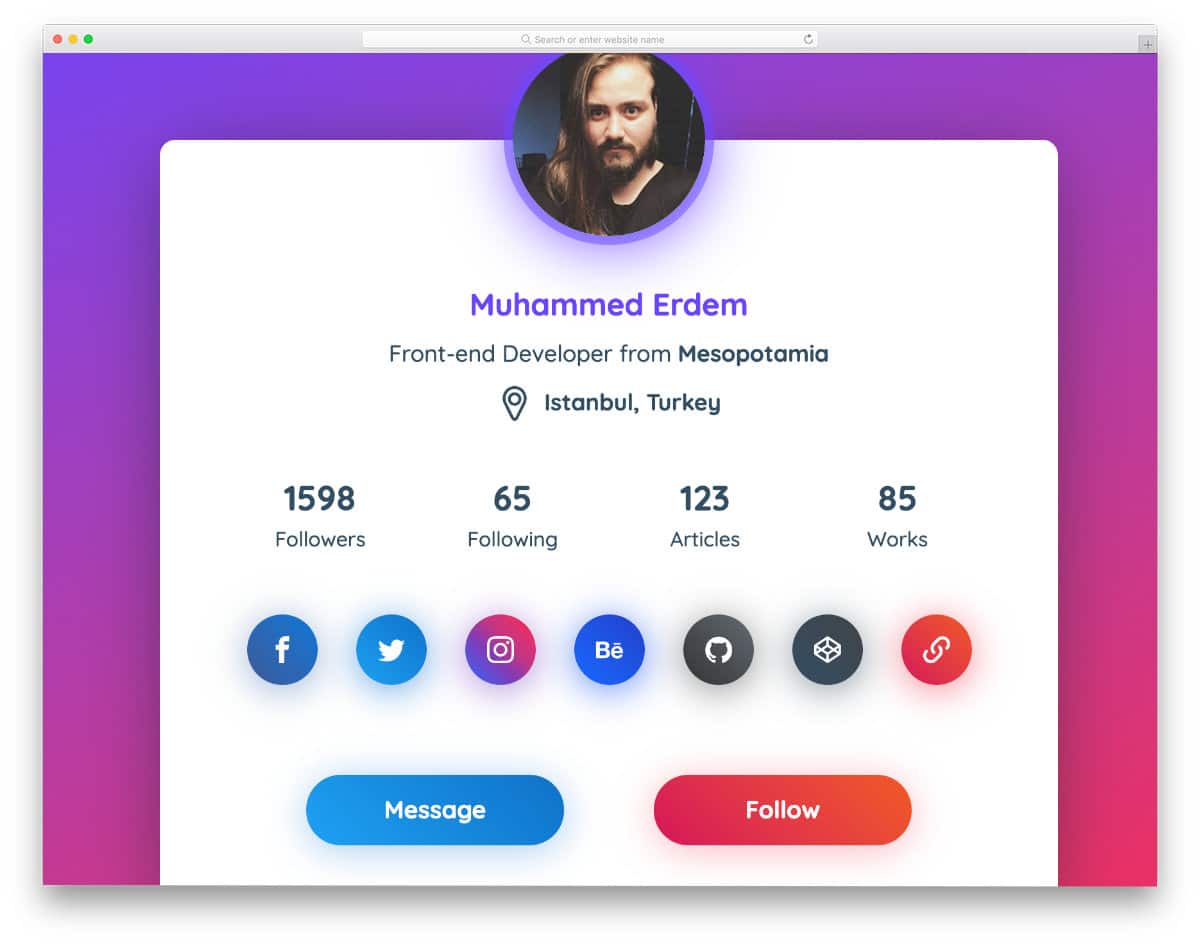 Search or enter website name
Muhammed Erdem
Front-end Developer from Mesopotamia
Istanbul, Turkey
1598 65 123 85
Followers Following Articles Works
f Bē
Message Follow